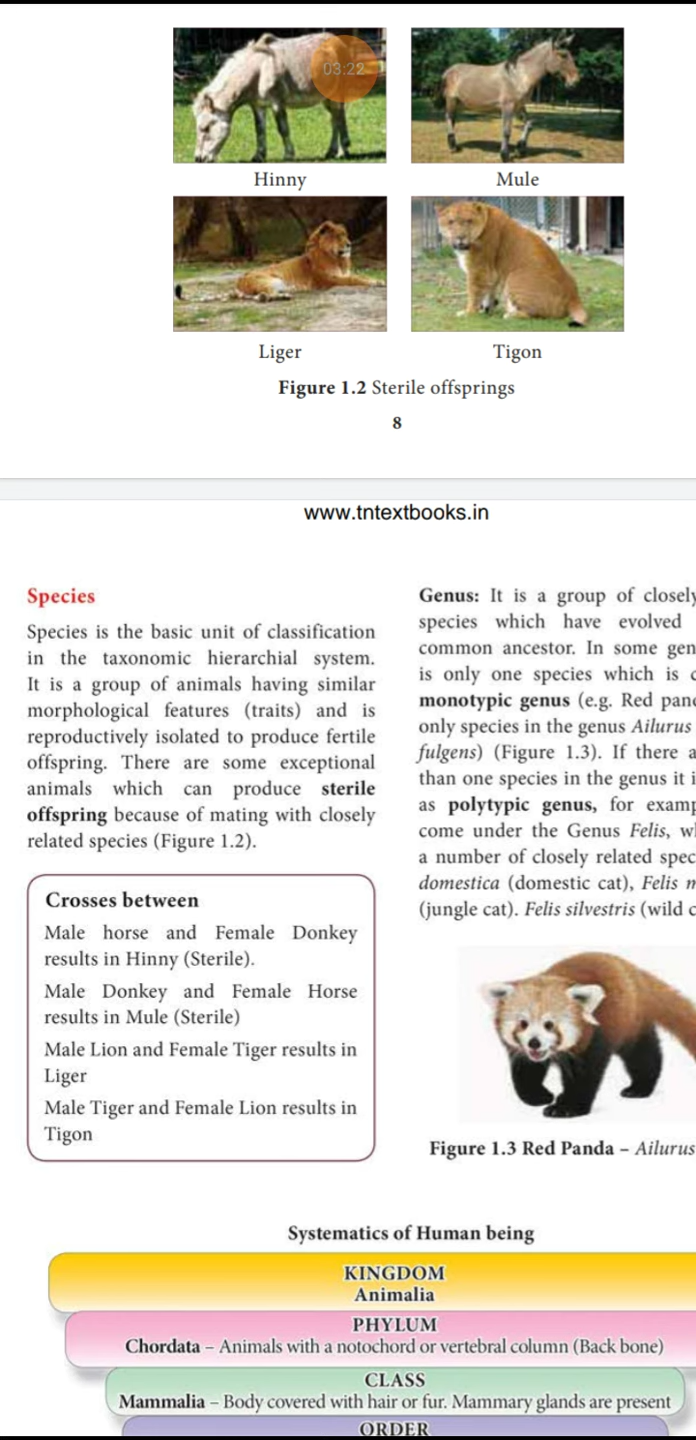 03:22
Hinny
Mule
Liger
Tigon
Figure 1.2 Sterile offsprings
8
www.tntextbooks.in
Species
Species is the basic unit of classification
in the taxonomic hierarchial system.
It is a group of animals having similar
morphological features (traits) and is
reproductively isolated to produce fertile
offspring. There are some exceptional
animals which can produce sterile
offspring because of mating with closely
related species (Figure 1.2).
Crosses between
Male horse and Female Donkey
results in Hinny (Sterile).
Male Donkey and Female Horse
results in Mule (Sterile)
Male Lion and Female Tiger results in
Liger
Male Tiger and Female Lion results in
Tigon
Genus: It is a group of closely
species which have evolved
common ancestor. In some
is only one species which is
monotypic genus (e.g. Red
only species in the genus Ailurus
fulgens) (Figure 1.3). If there
than one species in the genus it
as polytypic genus, for
come under the Genus Felis,
a number of closely related
domestica (domestic cat), Felis
(jungle cat). Felis silvestris (wild
Figure 1.3 Red Panda – Ailurus
Systematics of Human being
KINGDOM
Animalia
PHYLUM
Chordata – Animals with a notochord or vertebral column (Back bone)
CLASS
Mammalia – Body covered with hair or fur. Mammary glands are present
ORDER